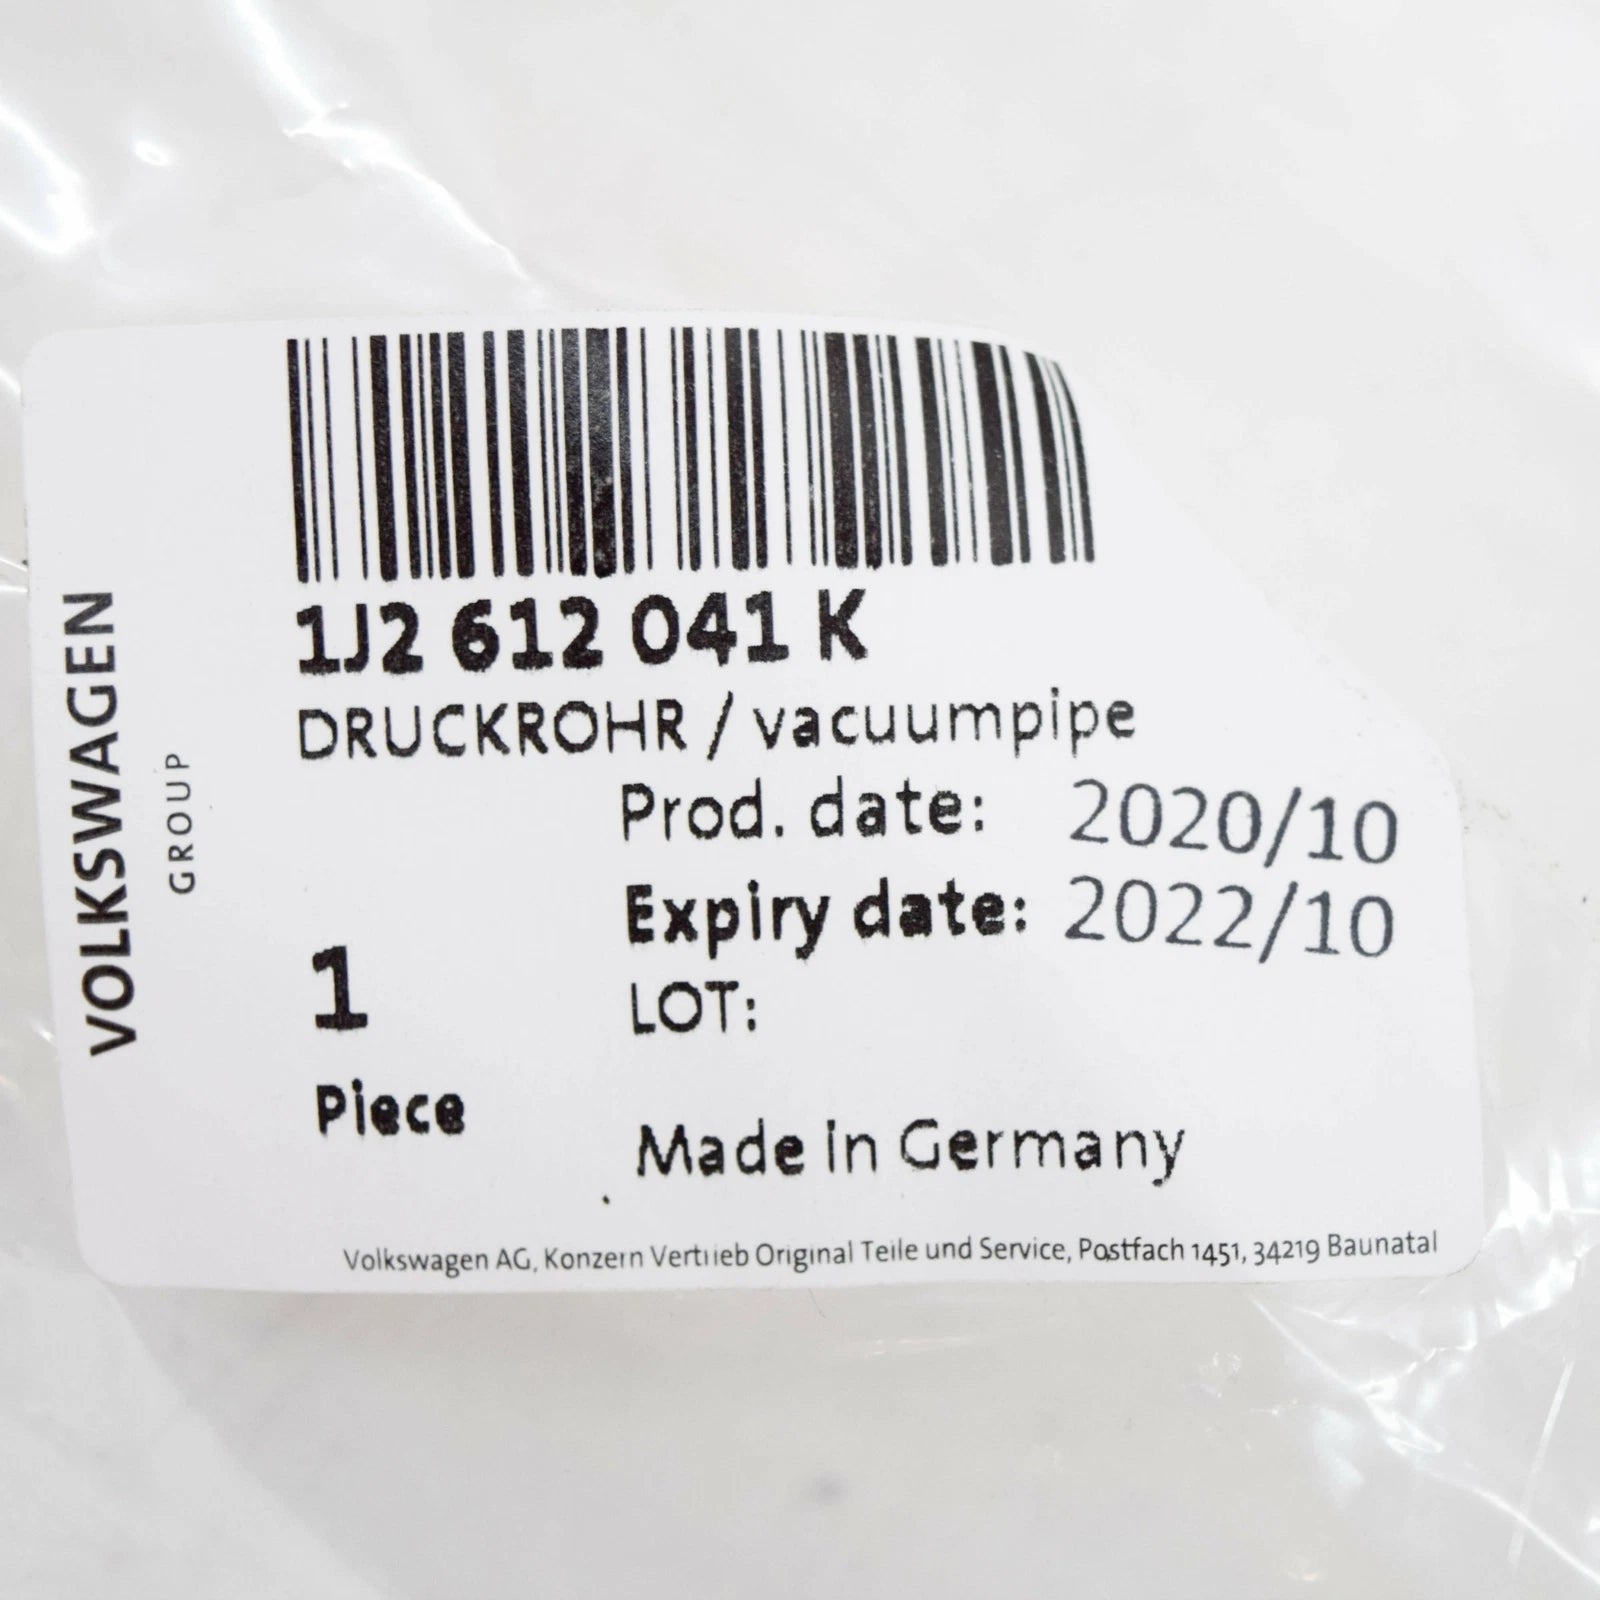 VOLKSWAGEN
GROUP
1J2 612 041 K
DRUCKROHR / vacuumpipe
Prod. date: 2020/10
Expiry date: 2022/10
LOT:
1
Piece
Made in Germany
Volkswagen AG, Konzern Vertrieb Original Teile und Service, Postfach 1451, 34219 Baunatal